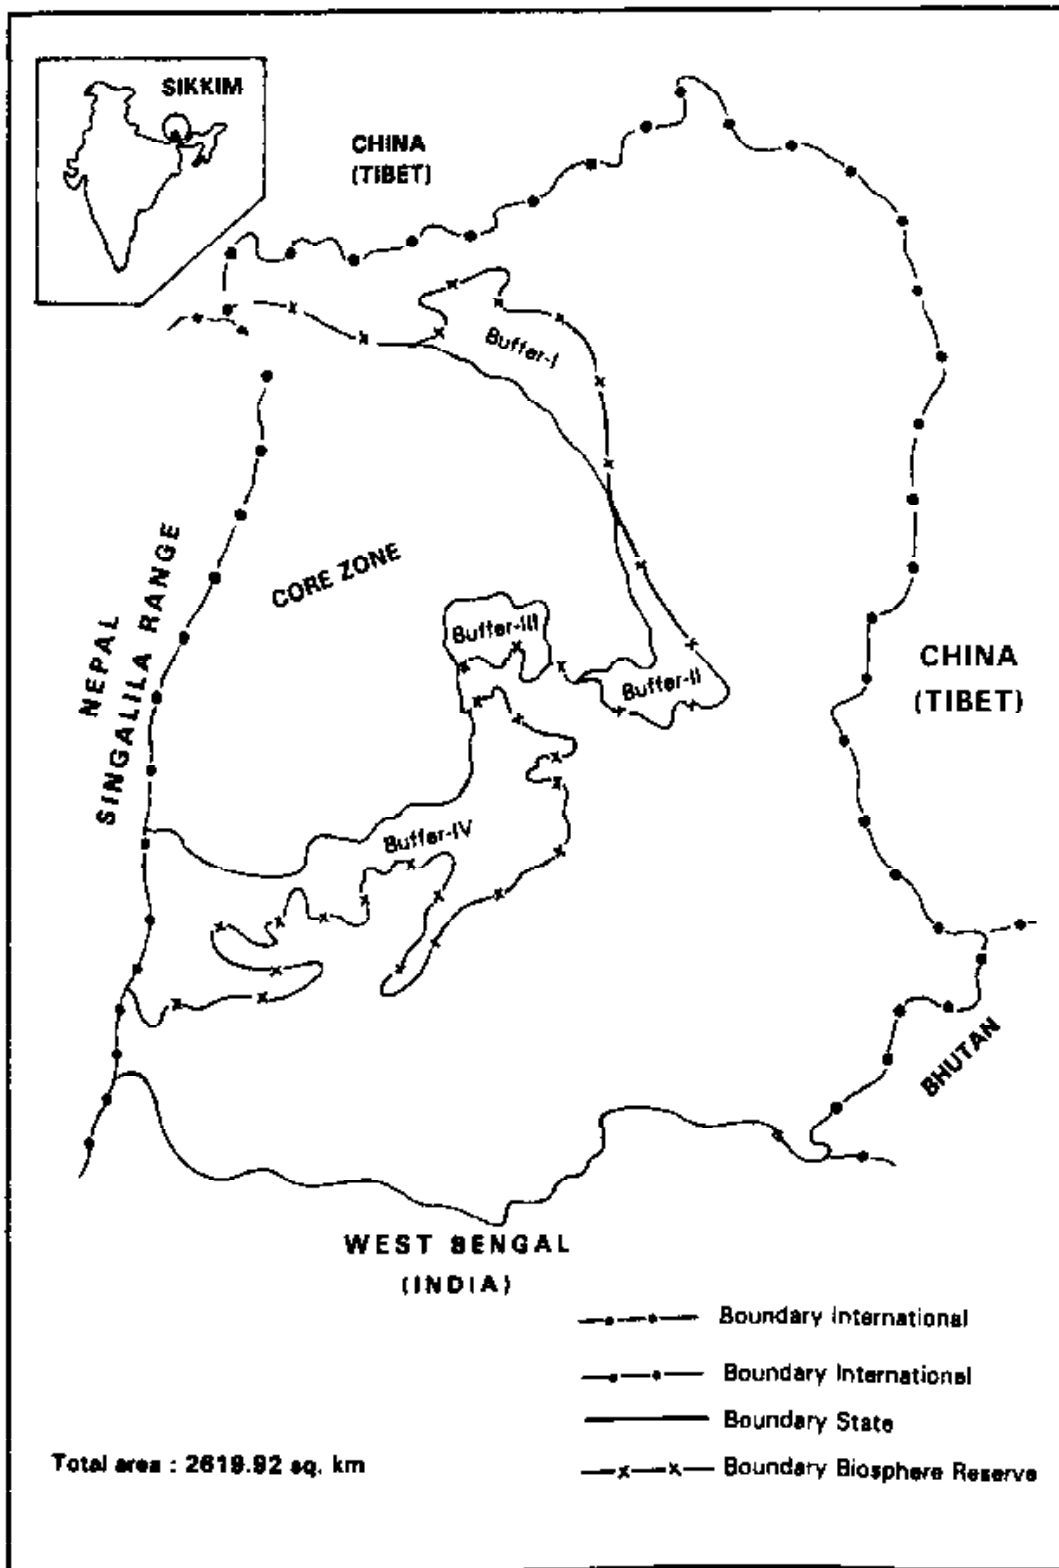 SIKKIM
CHINA
(TIBET)
Buffer-I
CORE ZONE
NEPAL
SINGALILA RANGE
Buffer-III
Buffer-II
CHINA
(TIBET)
Buffer-IV
BHUTAN
WEST BENGAL
(INDIA)
Boundary International
Boundary International
Boundary State
Boundary Biosphere Reserve
Total area : 2619.92 sq. km